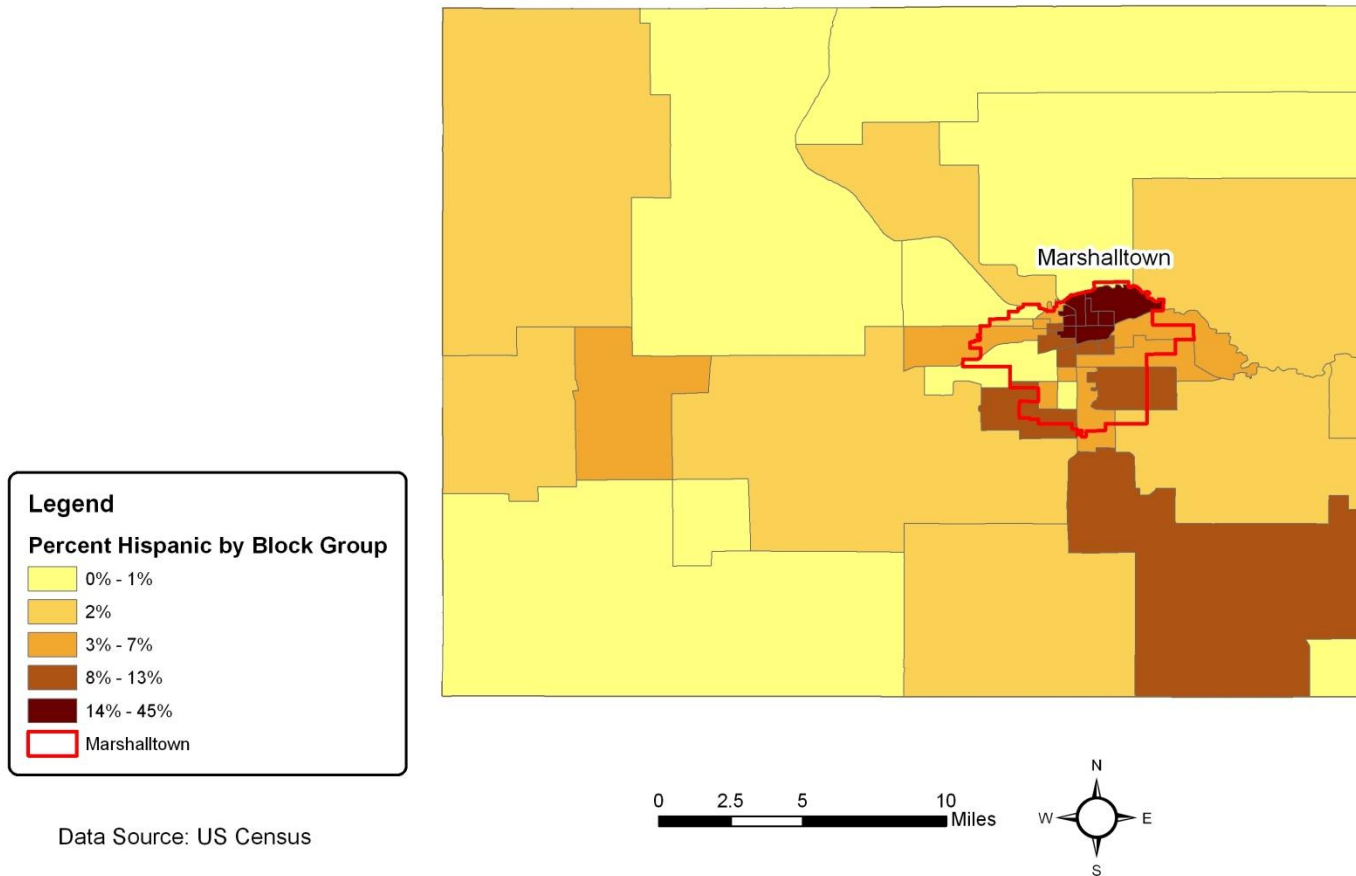 Marshalltown
Legend
Percent Hispanic by Block Group
0% - 1%
2%
3% - 7%
8% - 13%
14% - 45%
Marshalltown
Data Source: US Census
0 2.5 5 10
Miles
N
W E
S